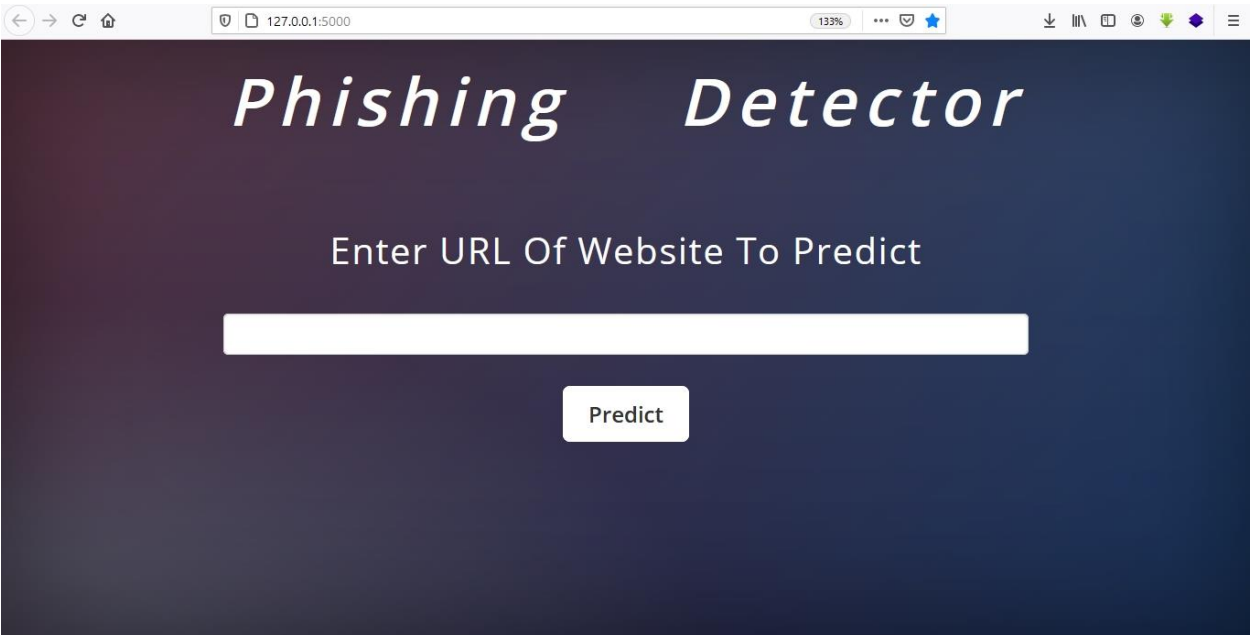 127.0.0.1:5000
133%
Phishing Detector
Enter URL Of Website To Predict
Predict